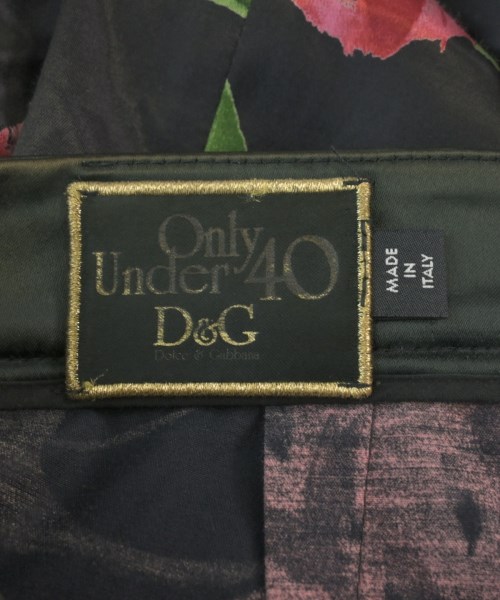 Only
Under 40
D&G
Dolce & Gabbana
MADE
IN
ITALY